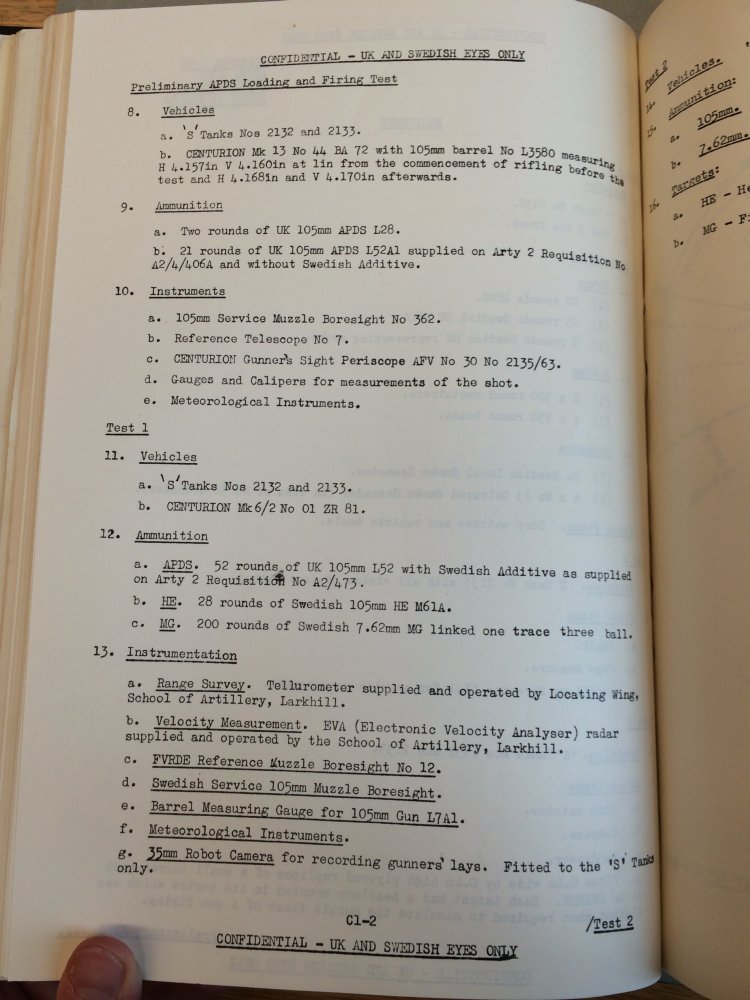 CONFIDENTIAL - UK AND SWEDISH EYES ONLY
Preliminary APDS Loading and Firing Test
8. Vehicles
a. 'S' Tanks Nos 2132 and 2133.
b. CENTURION Mk 13 No 44 BA 72 with 105mm barrel No L3580 measuring
H 4.157in V 4.160in at 1in from the commencement of rifling before the
test and H 4.168in and V 4.170in afterwards.
9. Ammunition
a. Two rounds of UK 105mm APDS L28.
b. 21 rounds of UK 105mm APDS L52A1 supplied on Arty 2 Requisition No
A2/4/406A and without Swedish Additive.
10. Instruments
a. 105mm Service Muzzle Boresight No 362.
b. Reference Telescope No 7.
c. CENTURION Gunner's Sight Periscope AFV No 30 No 2135/63.
d. Gauges and Calipers for measurements of the shot.
e. Meteorological Instruments.
Test 1
11. Vehicles
a. 'S' Tanks Nos 2132 and 2133.
b. CENTURION Mk 6/2 No 01 ZR 81.
12. Ammunition
a. APDS. 52 rounds of UK 105mm L52 with Swedish Additive as supplied
on Arty 2 Requisition No A2/473.
b. HE. 28 rounds of Swedish 105mm HE M61A.
c. MG. 200 rounds of Swedish 7.62mm MG linked one trace three ball.
13. Instrumentation
a. Range Survey. Tellurometer supplied and operated by Locating Wing,
School of Artillery, Larkhill.
b. Velocity Measurement. EVA (Electronic Velocity Analyser) radar
supplied and operated by the School of Artillery, Larkhill.
c. FVRDE Reference Muzzle Boresight No 12.
d. Swedish Service 105mm Muzzle Boresight.
e. Barrel Measuring Gauge for 105mm Gun L7A1.
f. Meteorological Instruments.
g. 35mm Robot Camera for recording gunners' lays. Fitted to the 'S' Tanks
only.
C1-2
/Test 2
CONFIDENTIAL - UK AND SWEDISH EYES ONLY
Test 2
14. Vehicles.
15. Ammunition:
a. 105mm.
b. 7.62mm.
16. Targets:
a. HE - He
b. MG - Fi